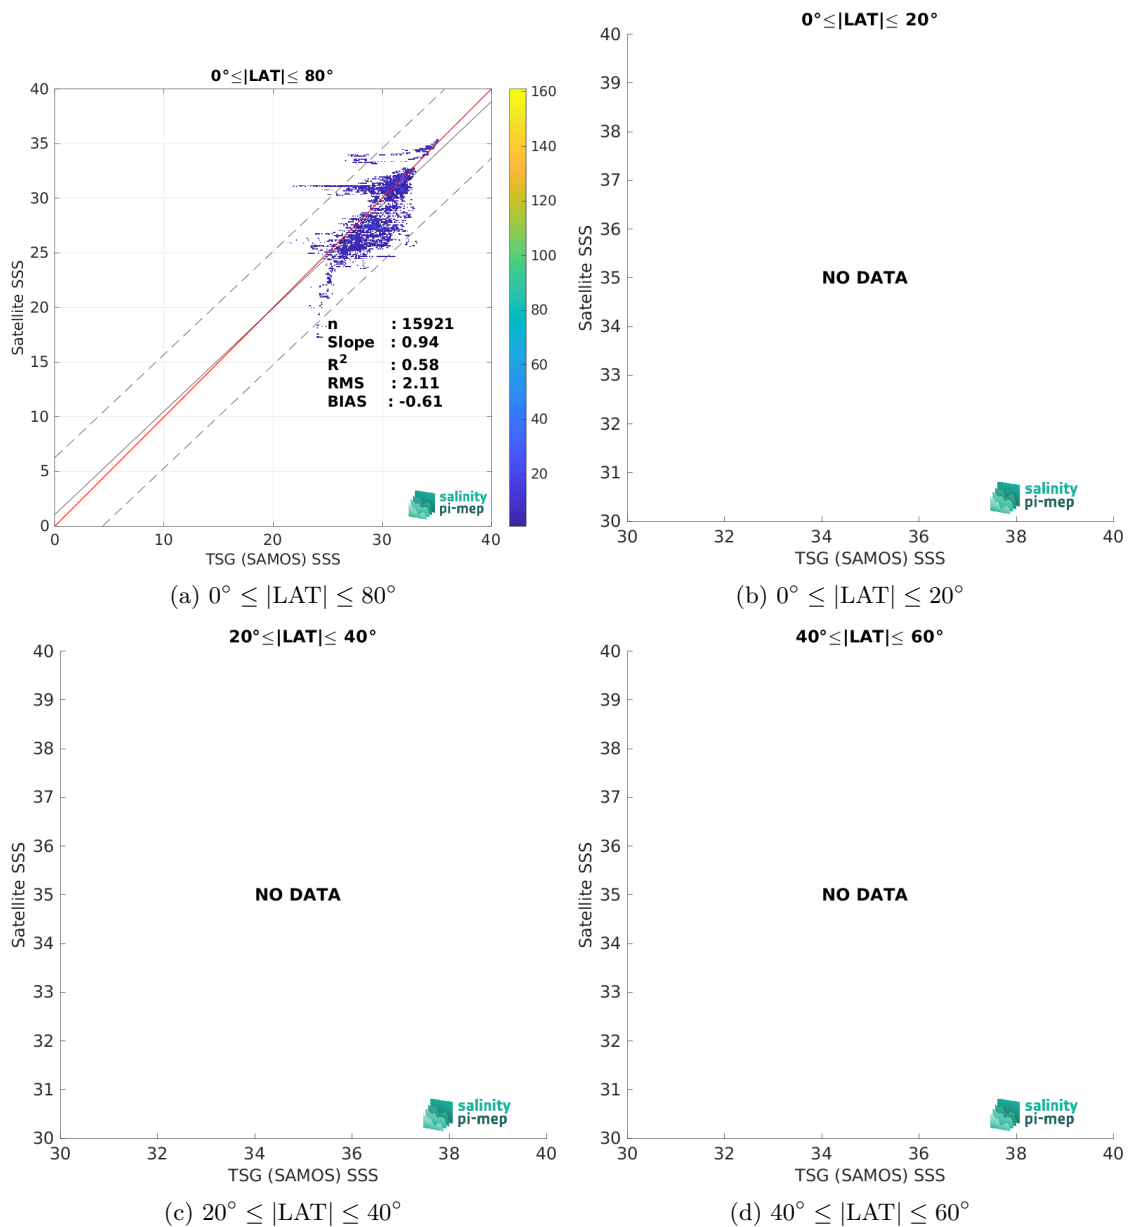 0°≤|LAT|≤ 80°
40
35
30
25
20
15
10
5
0
0
10
20
30
40
Satellite SSS
TSG (SAMOS) SSS
n : 15921
Slope : 0.94
R² : 0.58
RMS : 2.11
BIAS : -0.61
160
140
120
100
80
60
40
20
salinity
pi-mep
(a) 0° ≤ |LAT| ≤ 80°
0°≤|LAT|≤ 20°
40
39
38
37
36
35
34
33
32
31
30
30
32
34
36
38
40
Satellite SSS
NO DATA
TSG (SAMOS) SSS
salinity
pi-mep
(b) 0° ≤ |LAT| ≤ 20°
20°≤|LAT|≤ 40°
40
39
38
37
36
35
34
33
32
31
30
30
32
34
36
38
40
Satellite SSS
NO DATA
TSG (SAMOS) SSS
salinity
pi-mep
(c) 20° ≤ |LAT| ≤ 40°
40°≤|LAT|≤ 60°
40
39
38
37
36
35
34
33
32
31
30
30
32
34
36
38
40
Satellite SSS
NO DATA
TSG (SAMOS) SSS
salinity
pi-mep
(d) 40° ≤ |LAT| ≤ 60°